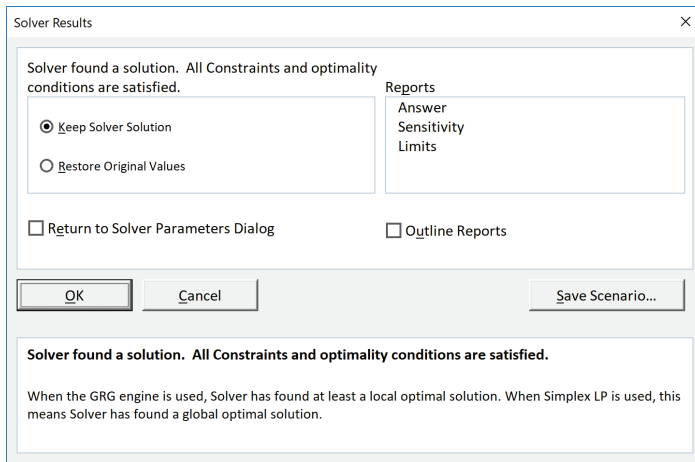 Solver Results
Solver found a solution.  All Constraints and optimality
conditions are satisfied.
Reports
Keep Solver Solution
Restore Original Values
Answer
Sensitivity
Limits
Return to Solver Parameters Dialog
Outline Reports
OK
Cancel
Save Scenario...
Solver found a solution.  All Constraints and optimality conditions are satisfied.
When the GRG engine is used, Solver has found at least a local optimal solution. When Simplex LP is used, this
means Solver has found a global optimal solution.